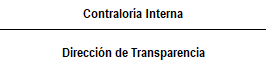 Contraloría Interna
Dirección de Transparencia